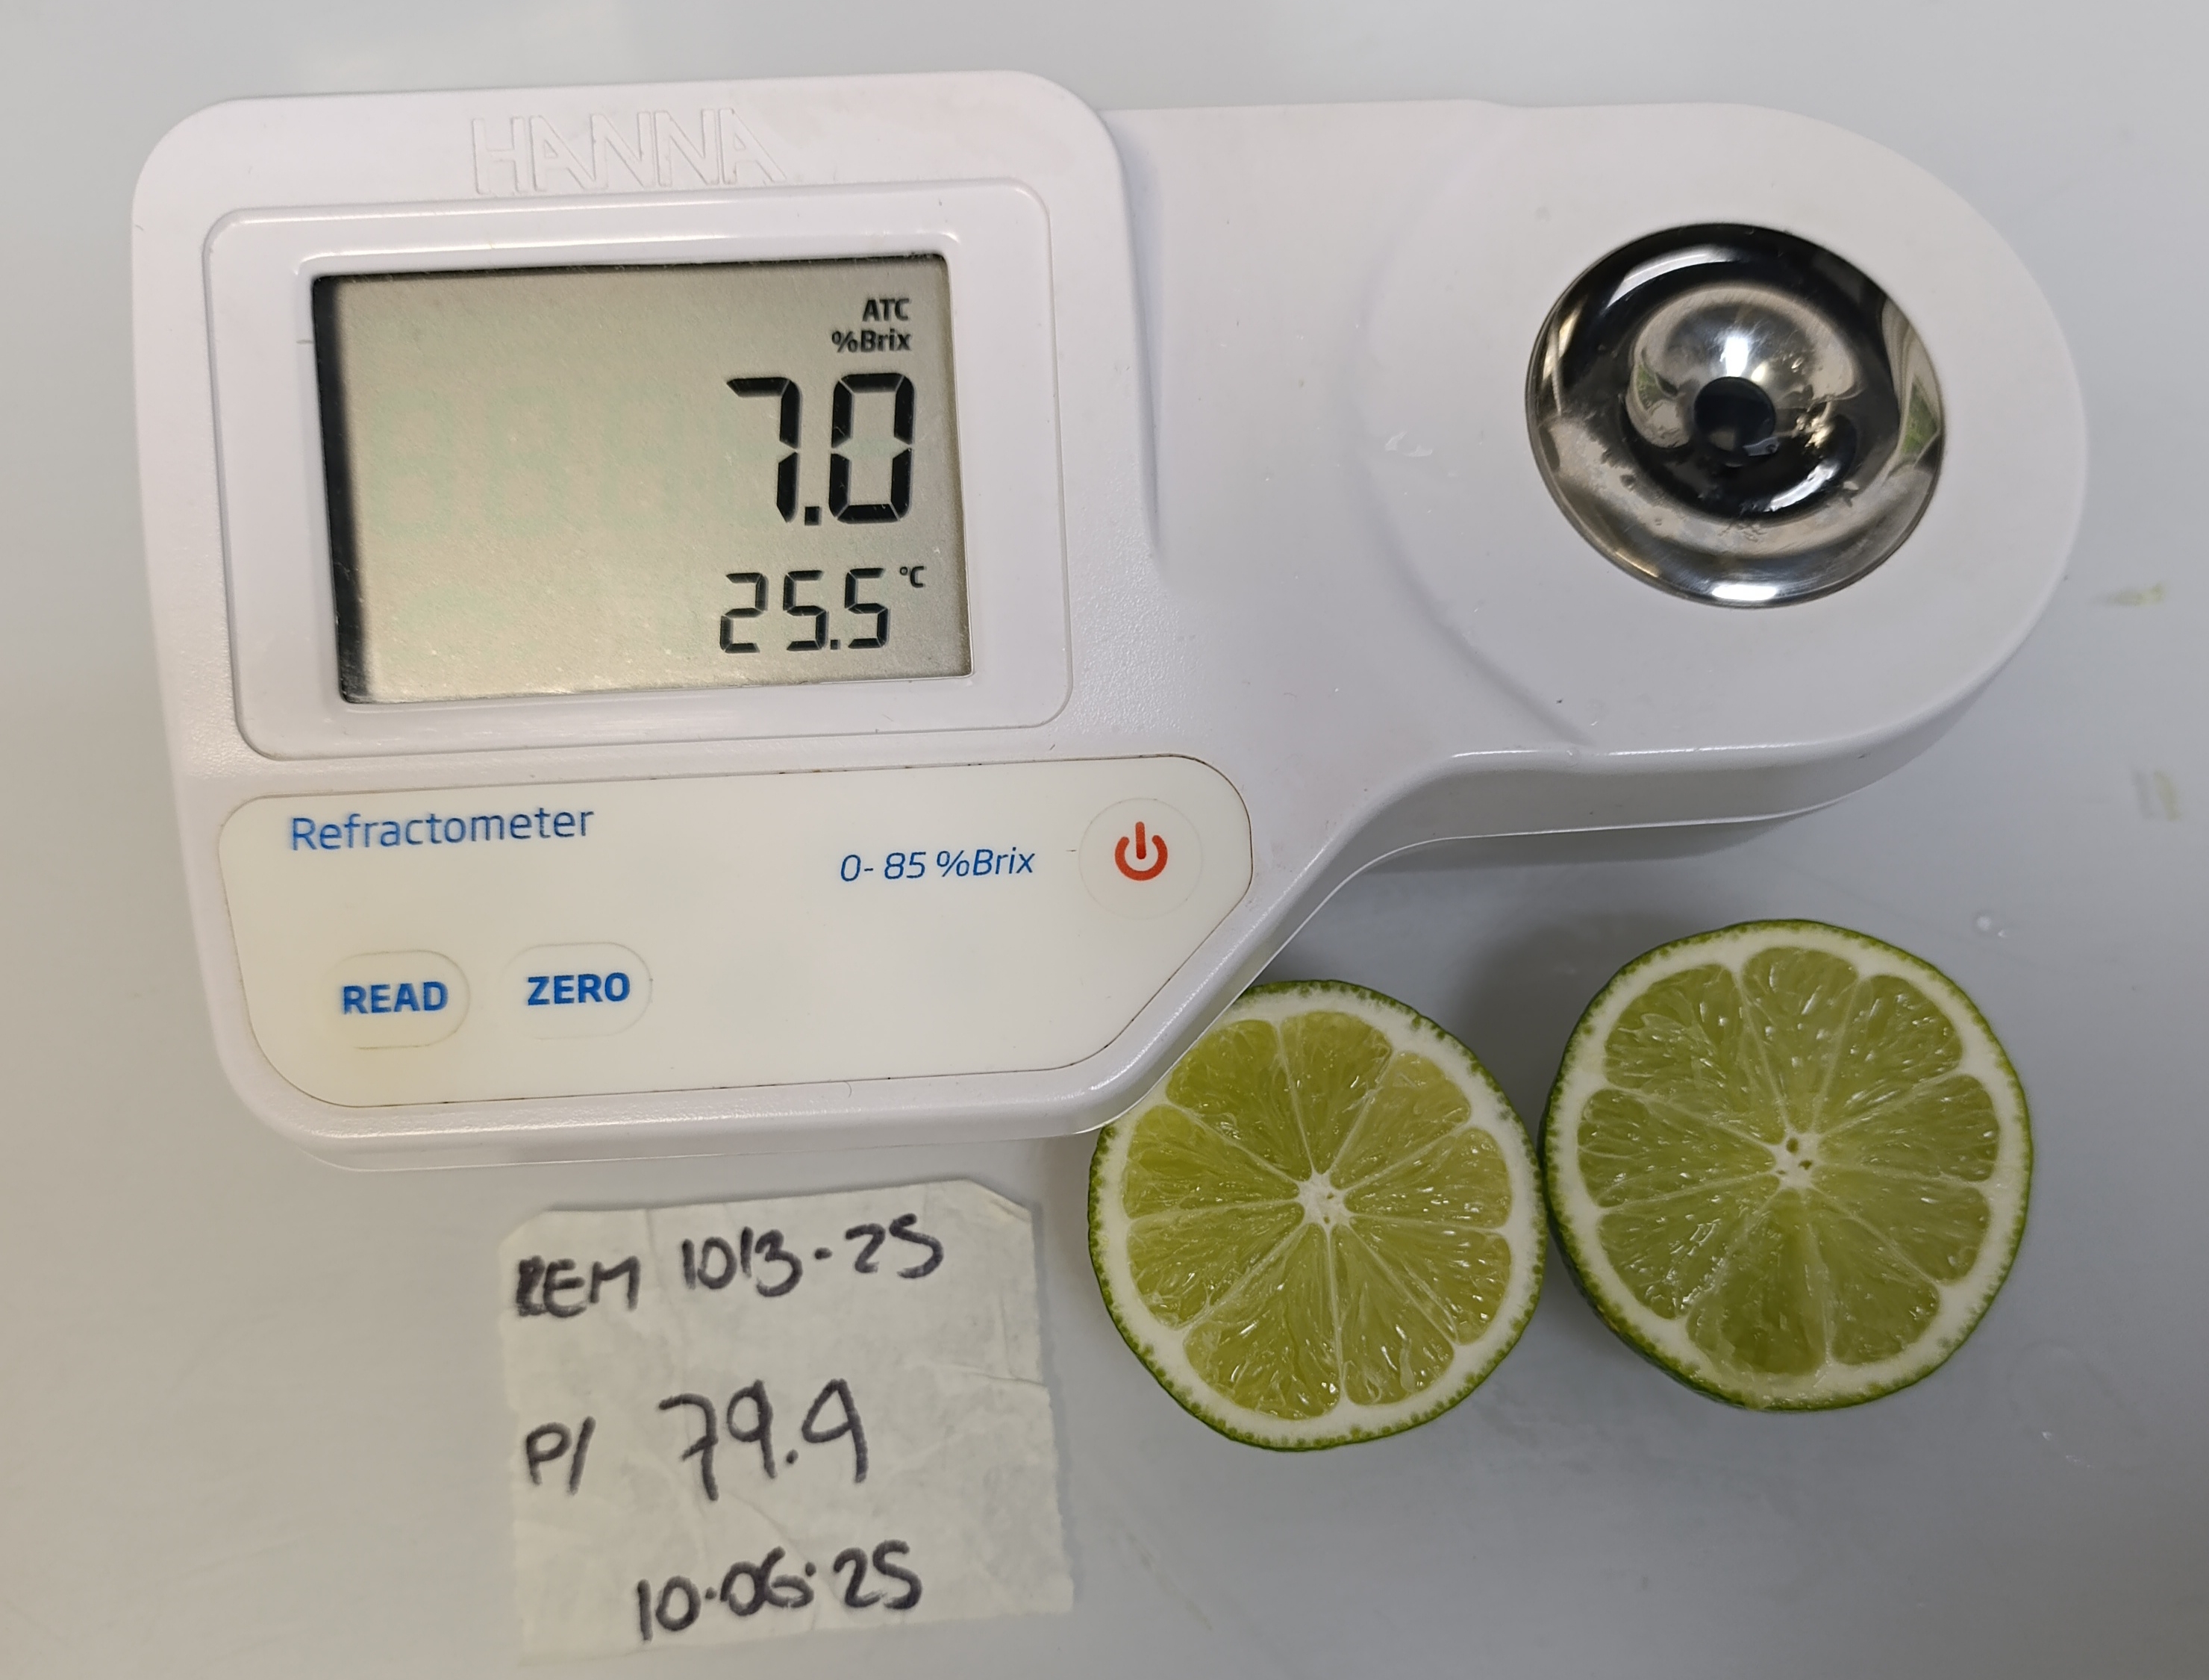 HANNA
ATC
%Brix
7.0
25.5 °C
Refractometer
0- 85 %Brix
READ ZERO
REM 1013-25
P/ 79.9
10.06.25